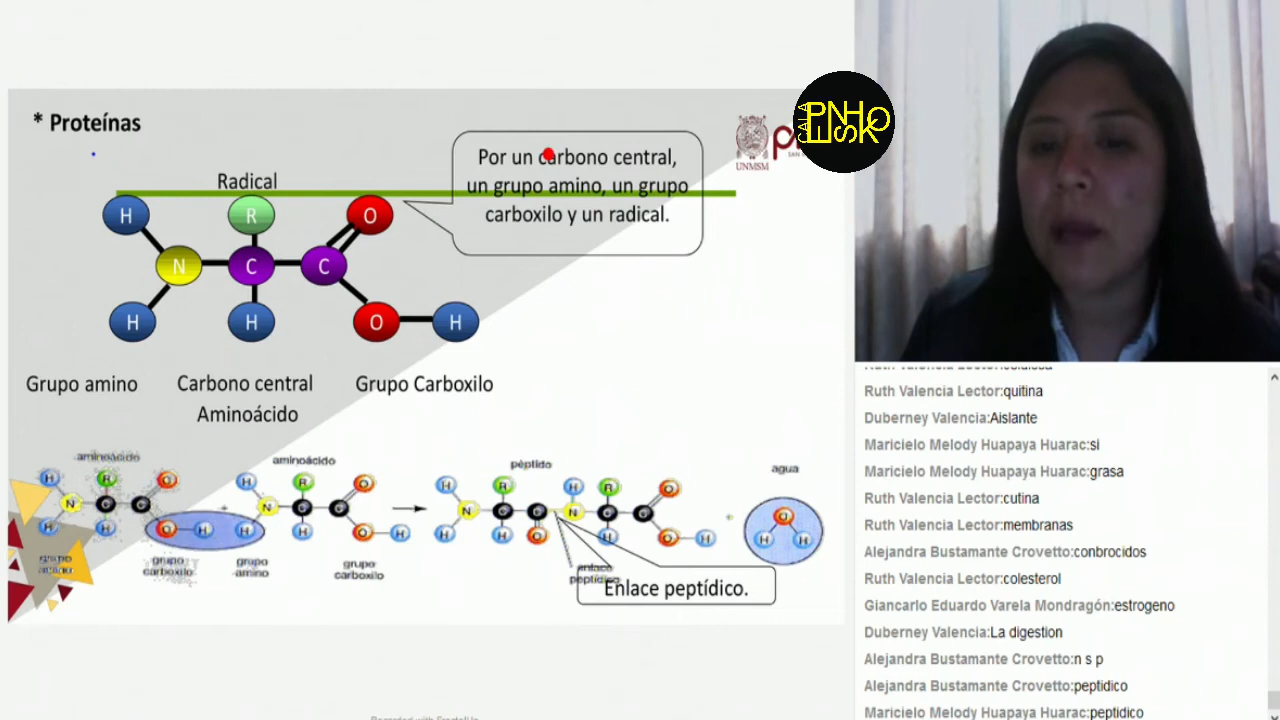 * Proteínas
Por un carbono central,
un grupo amino, un grupo
carboxilo y un radical.
UNMSM
Radical
H
R
O
N
C
C
H
H
O
H
Grupo amino
Carbono central
Grupo Carboxilo
Aminoácido
aminoácido
aminoácido
péptido
agua
H
R
O
H
R
O
H
R
H
R
O
O
N
C
C
+
N
C
C
N
C
C
N
C
C
+
H
H
O
H
H
H
O
H
H
H
O
H
O
H
H
H
grupo
amino
grupo
carboxilo
grupo
amino
grupo
carboxilo
enlace
peptídico
Enlace peptídico.
Ruth Valencia Lector:quitina
Duberney Valencia:Aislante
Maricielo Melody Huapaya Huarac:si
Maricielo Melody Huapaya Huarac:grasa
Ruth Valencia Lector:cutina
Ruth Valencia Lector:membranas
Alejandra Bustamante Crovetto:conbrocidos
Ruth Valencia Lector:colesterol
Giancarlo Eduardo Varela Mondragón:estrogeno
Duberney Valencia:La digestion
Alejandra Bustamante Crovetto:n s p
Alejandra Bustamante Crovetto:peptidico
Maricielo Melody Huapaya Huarac:peptidico